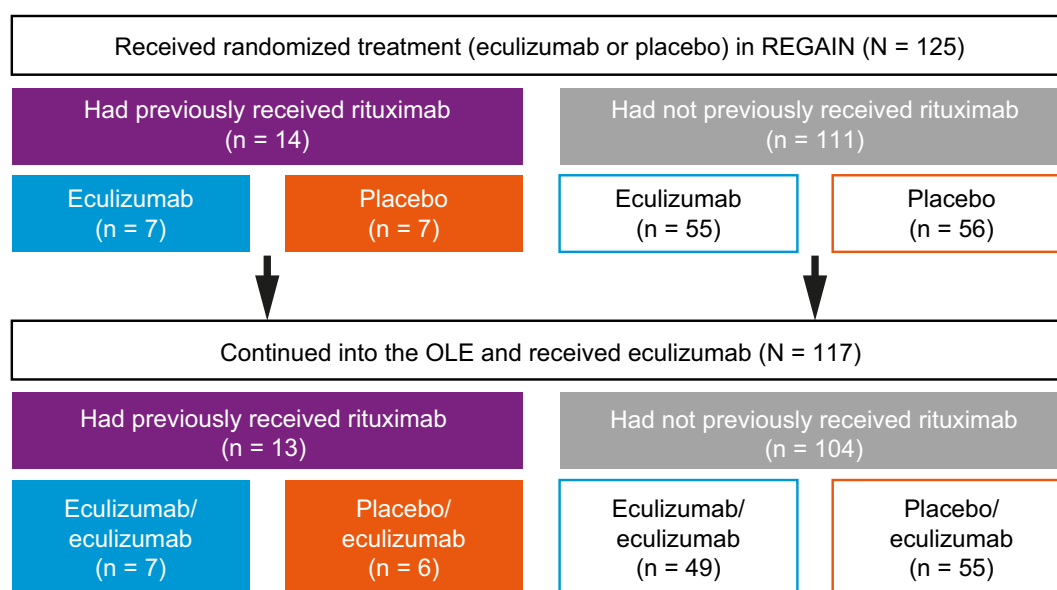 Received randomized treatment (eculizumab or placebo) in REGAIN (N = 125)
Had previously received rituximab
(n = 14)
Had not previously received rituximab
(n = 111)
Eculizumab
(n = 7)
Placebo
(n = 7)
Eculizumab
(n = 55)
Placebo
(n = 56)
Continued into the OLE and received eculizumab (N = 117)
Had previously received rituximab
(n = 13)
Had not previously received rituximab
(n = 104)
Eculizumab/
eculizumab
(n = 7)
Placebo/
eculizumab
(n = 6)
Eculizumab/
eculizumab
(n = 49)
Placebo/
eculizumab
(n = 55)